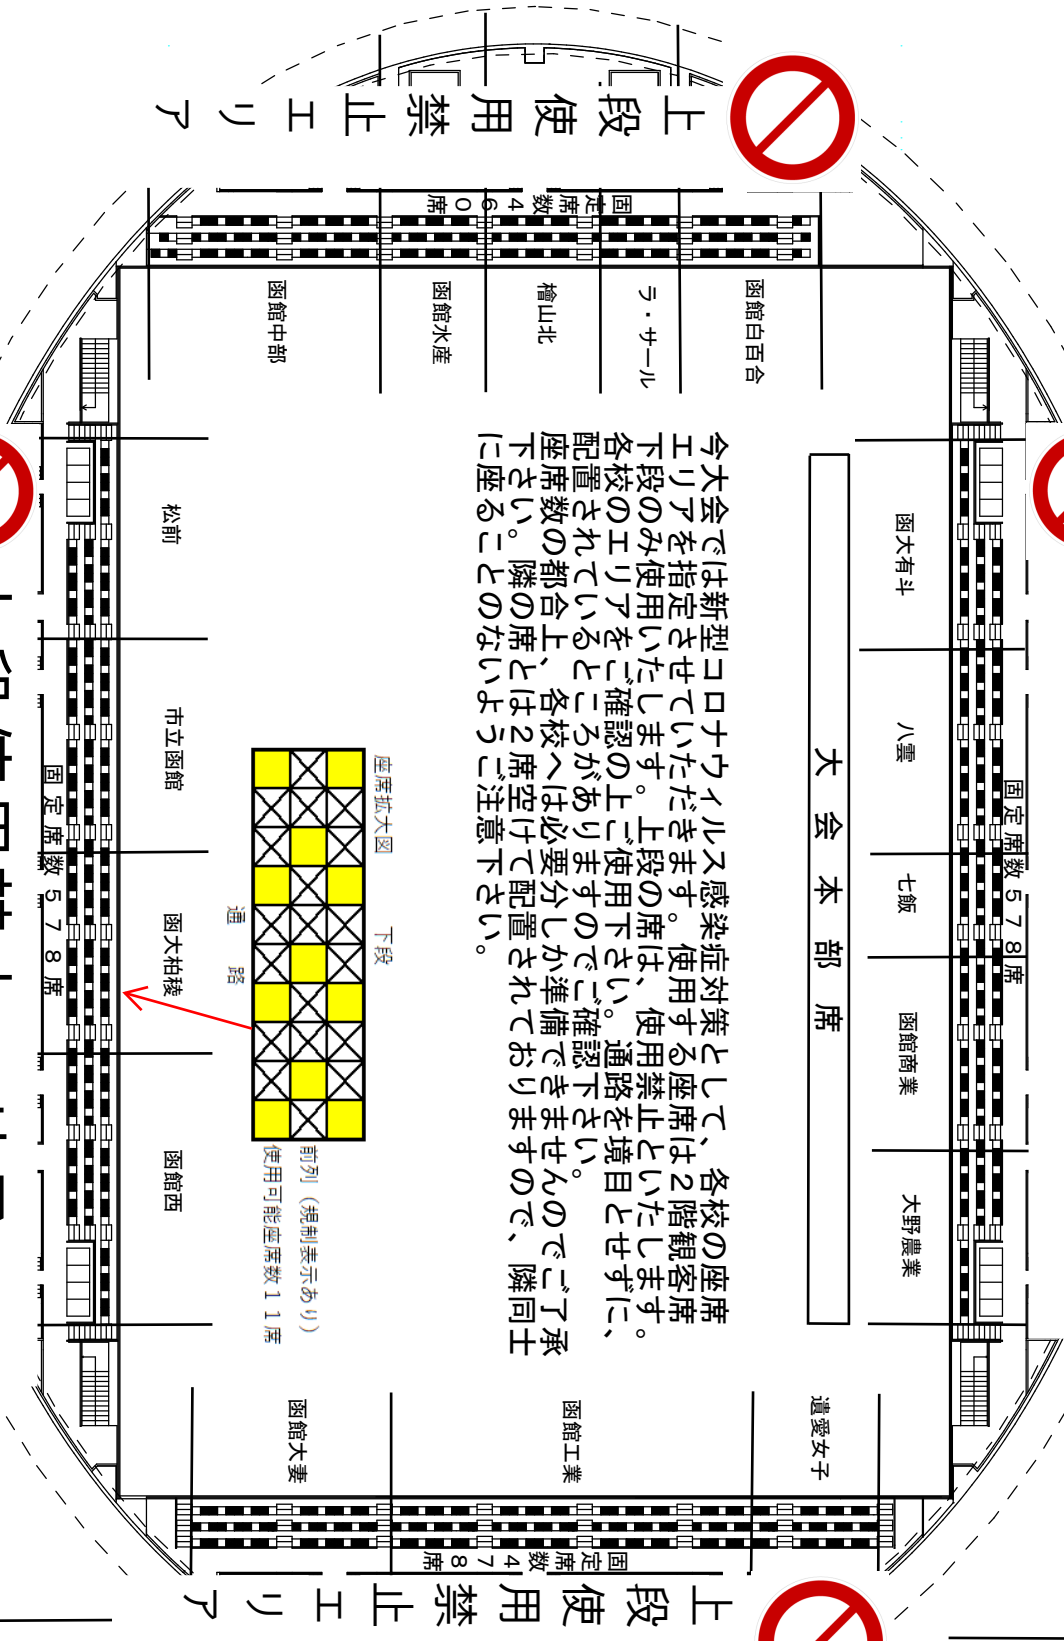 上段使用禁止エリア
固定席数４６０席
函館中部
函館水産
檜山北
ラ・サール
函館白百合
今大会では新型コロナウィルス感染症対策として、各校の座席
エリアを指定させていただきます。使用する座席は２階観客席
下段のみ使用いたします。上段の席は、使用禁止といたします。
各校のエリアをご確認の上ご使用下さい。通路を境目とせずに、
配置されているところがありますのでご確認下さい。
座席数の都合上、各校へは必要分しか準備できませんのでご了承
下さい。隣の席とは２席空けて配置されておりますので、隣同士
に座ることのないようご注意下さい。
大会本部席
函大有斗
八雲
七飯
函館商業
大野農業
固定席数５７８席
松前
市立函館
函大柏稜
函館西
固定席数５７８席
座席拡大図
下段
通路
前列（規制表示あり）
使用可能座席数１１席
函館大妻
函館工業
遺愛女子
固定席数４７８席
上段使用禁止エリア